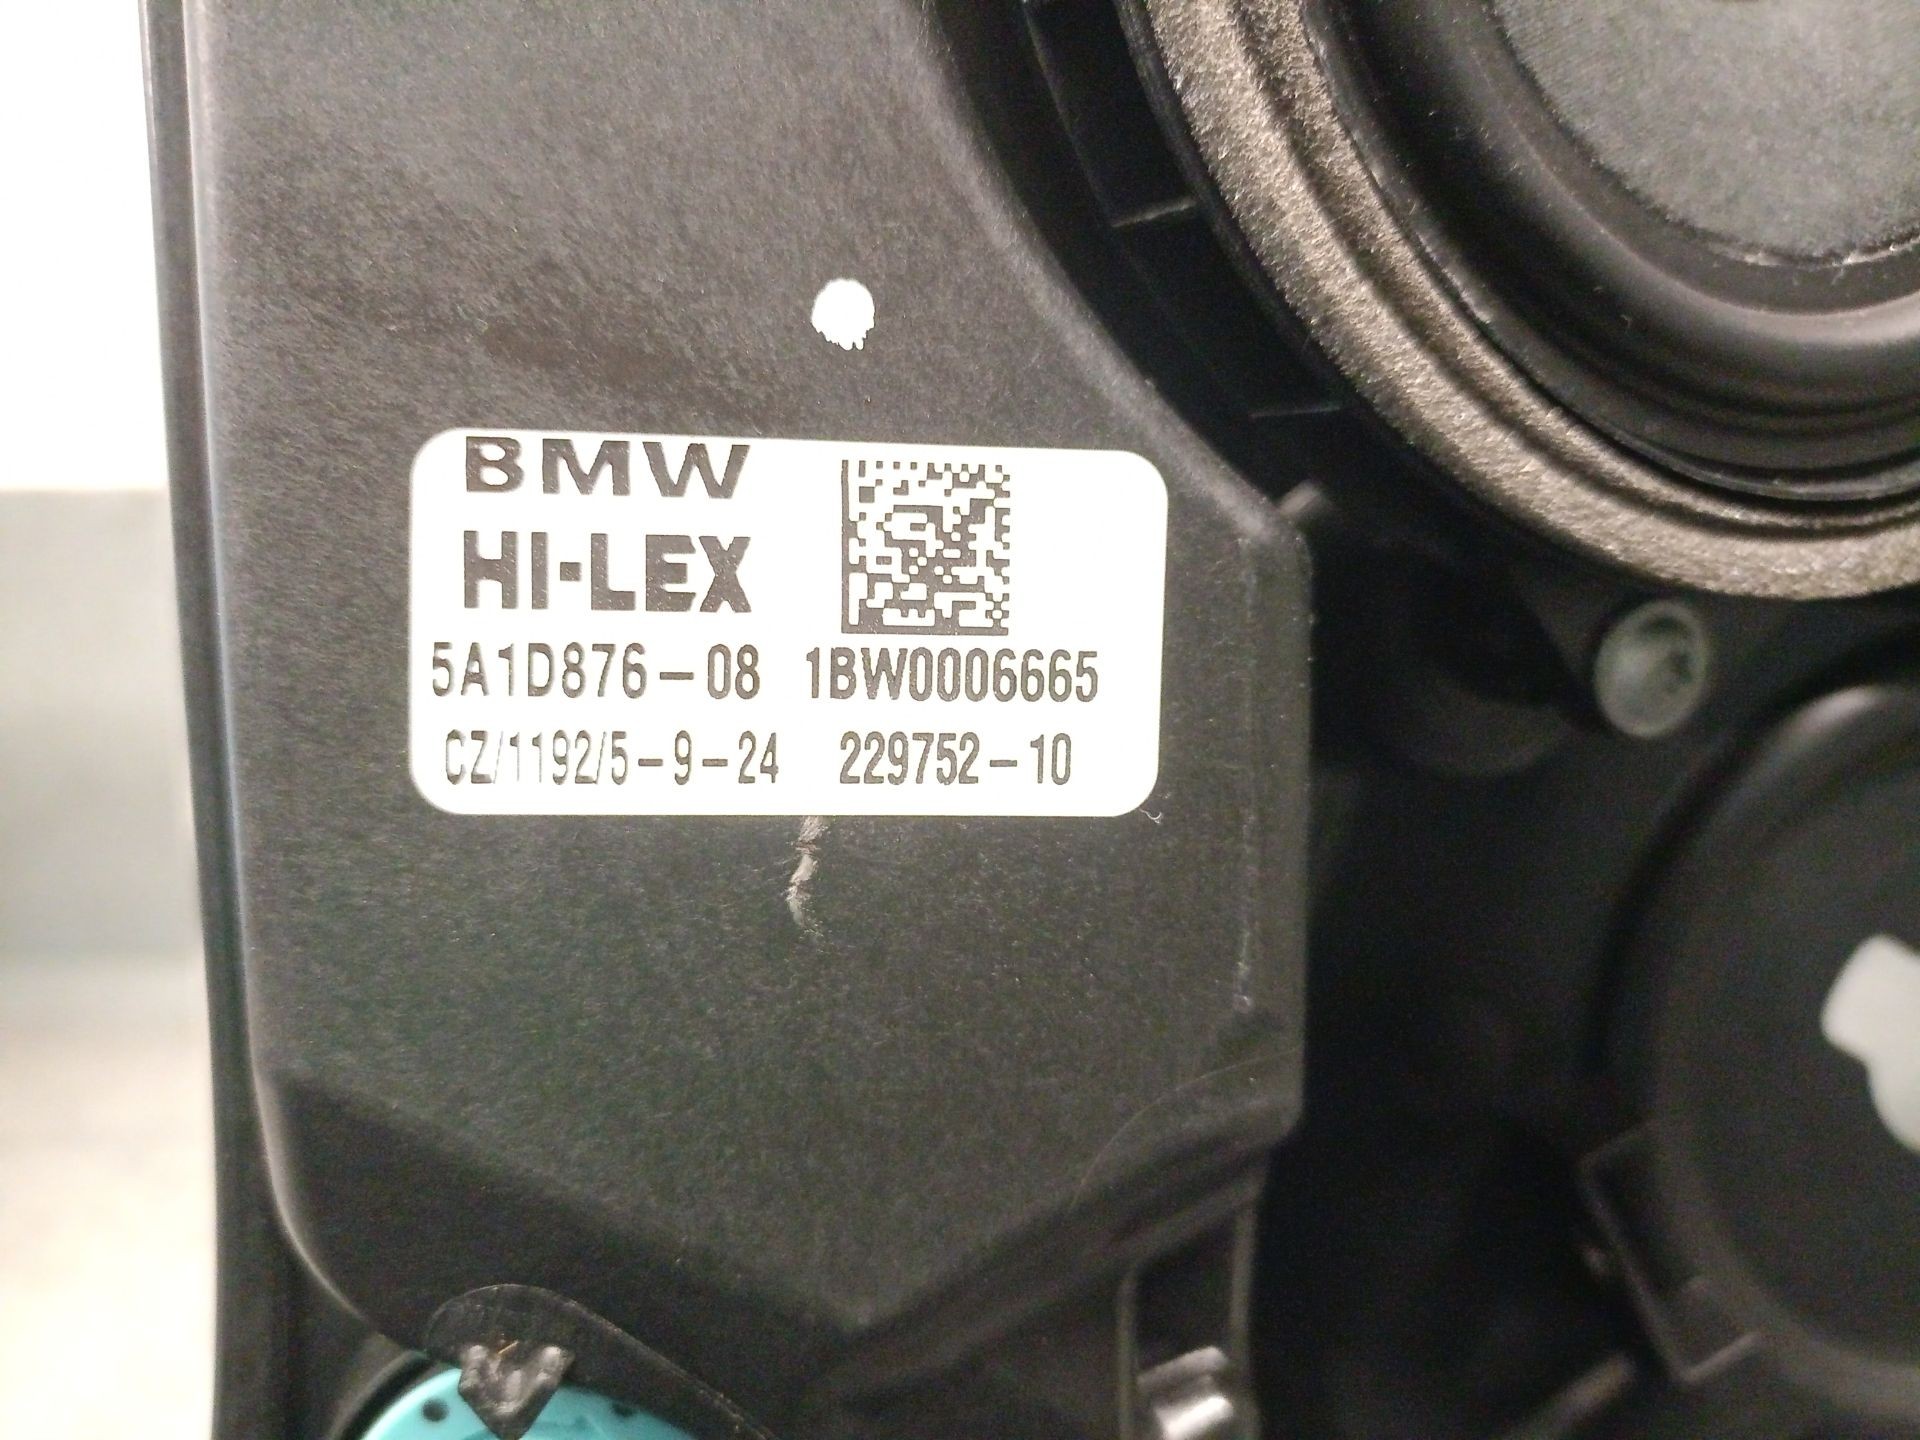 BMW
HI-LEX
5A1D876-08 1BW0006665
CZ/1192/5-9-24 229752-10